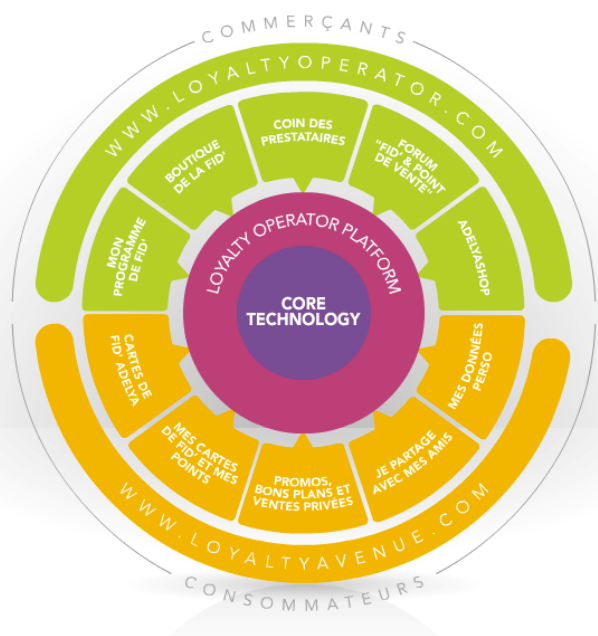 COMMERÇANTS
WWW.LOYALTYOPERATOR.COM
MON
PROGRAMME
DE FID'
BOUTIQUE
DE LA FID'
COIN DES
PRESTATAIRES
FORUM
"FID' & POINT
DE VENTE"
ADELYASHOP
LOYALTY OPERATOR PLATFORM
CORE
TECHNOLOGY
CARTES DE
FID' ADELYA
MES CARTES
DE FID' ET MES
POINTS
PROMOS,
BONS PLANS ET
VENTES PRIVÉES
JE PARTAGE
AVEC MES AMIS
MES DONNÉES
PERSO
WWW.LOYALTYAVENUE.COM
CONSOMMATEURS